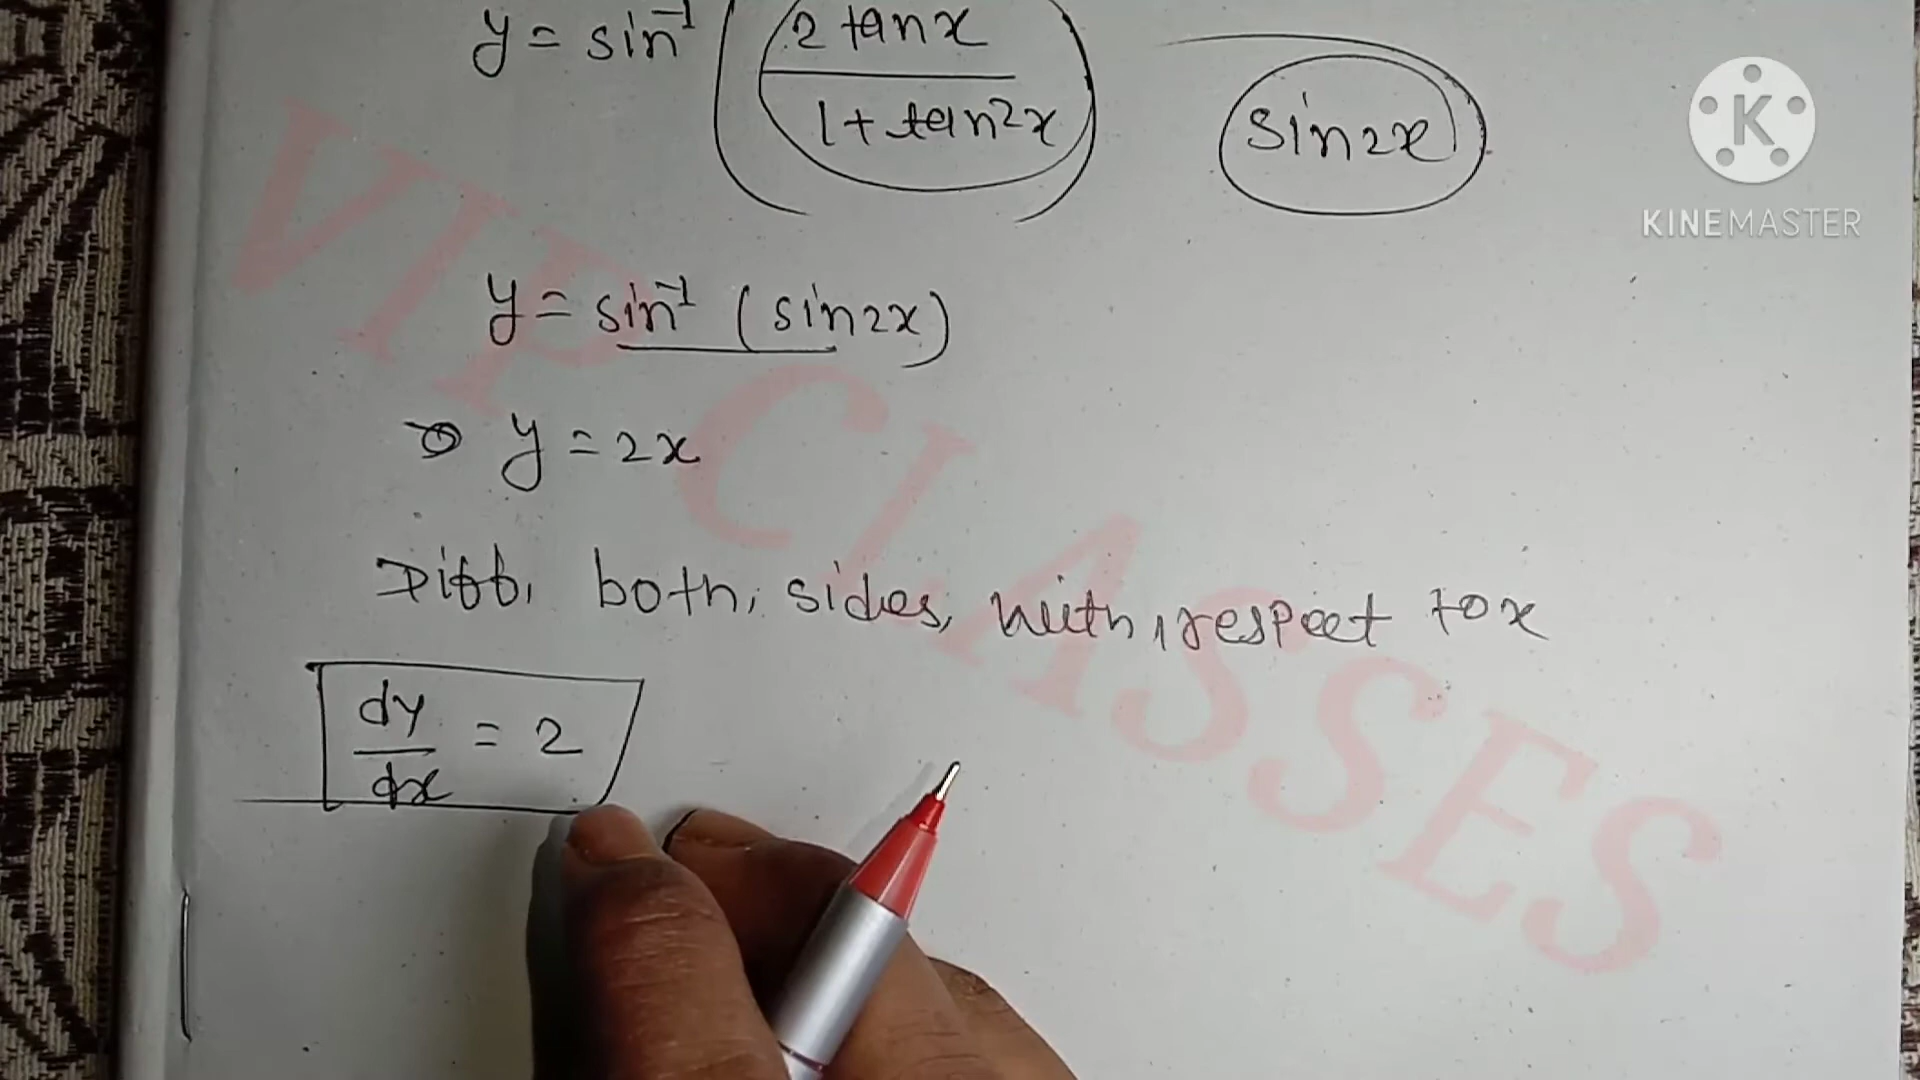 y = sin⁻¹ ( 2 tan x / 1 + tan²x ) sin2x
K
KINEMASTER
y = sin⁻¹ (sin2x)
y = 2x
Diff, both, sides, with, respect to x
dy/dx = 2
VIP CLASSES